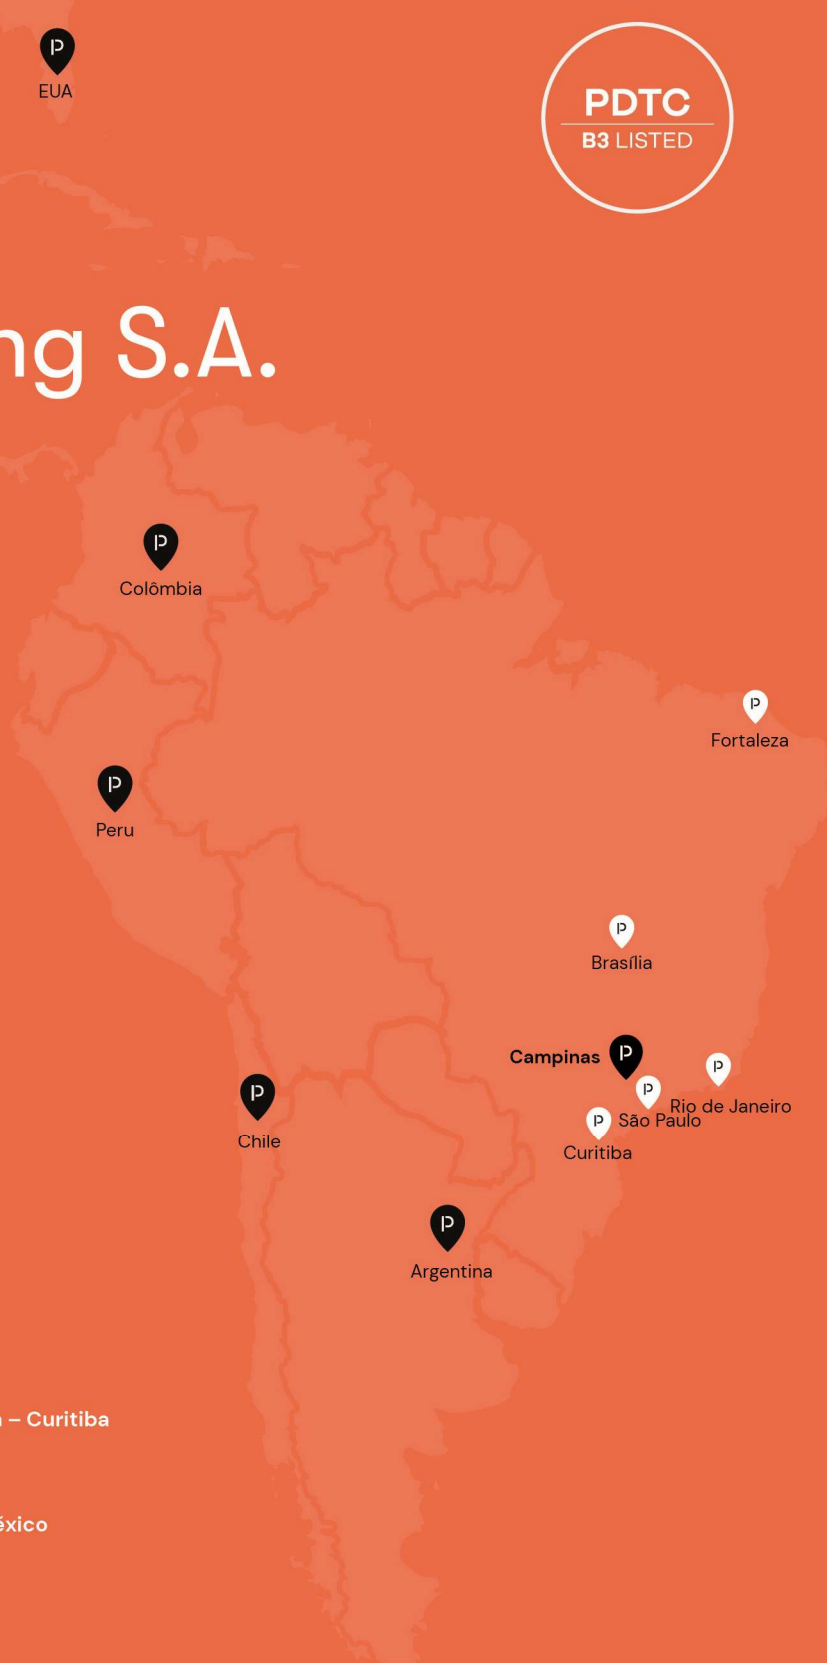 EUA
PDTC
B3 LISTED
ng S.A.
Colômbia
Fortaleza
Peru
Brasília
Campinas
Rio de Janeiro
São Paulo
Chile
Curitiba
Argentina
– Curitiba
éxico